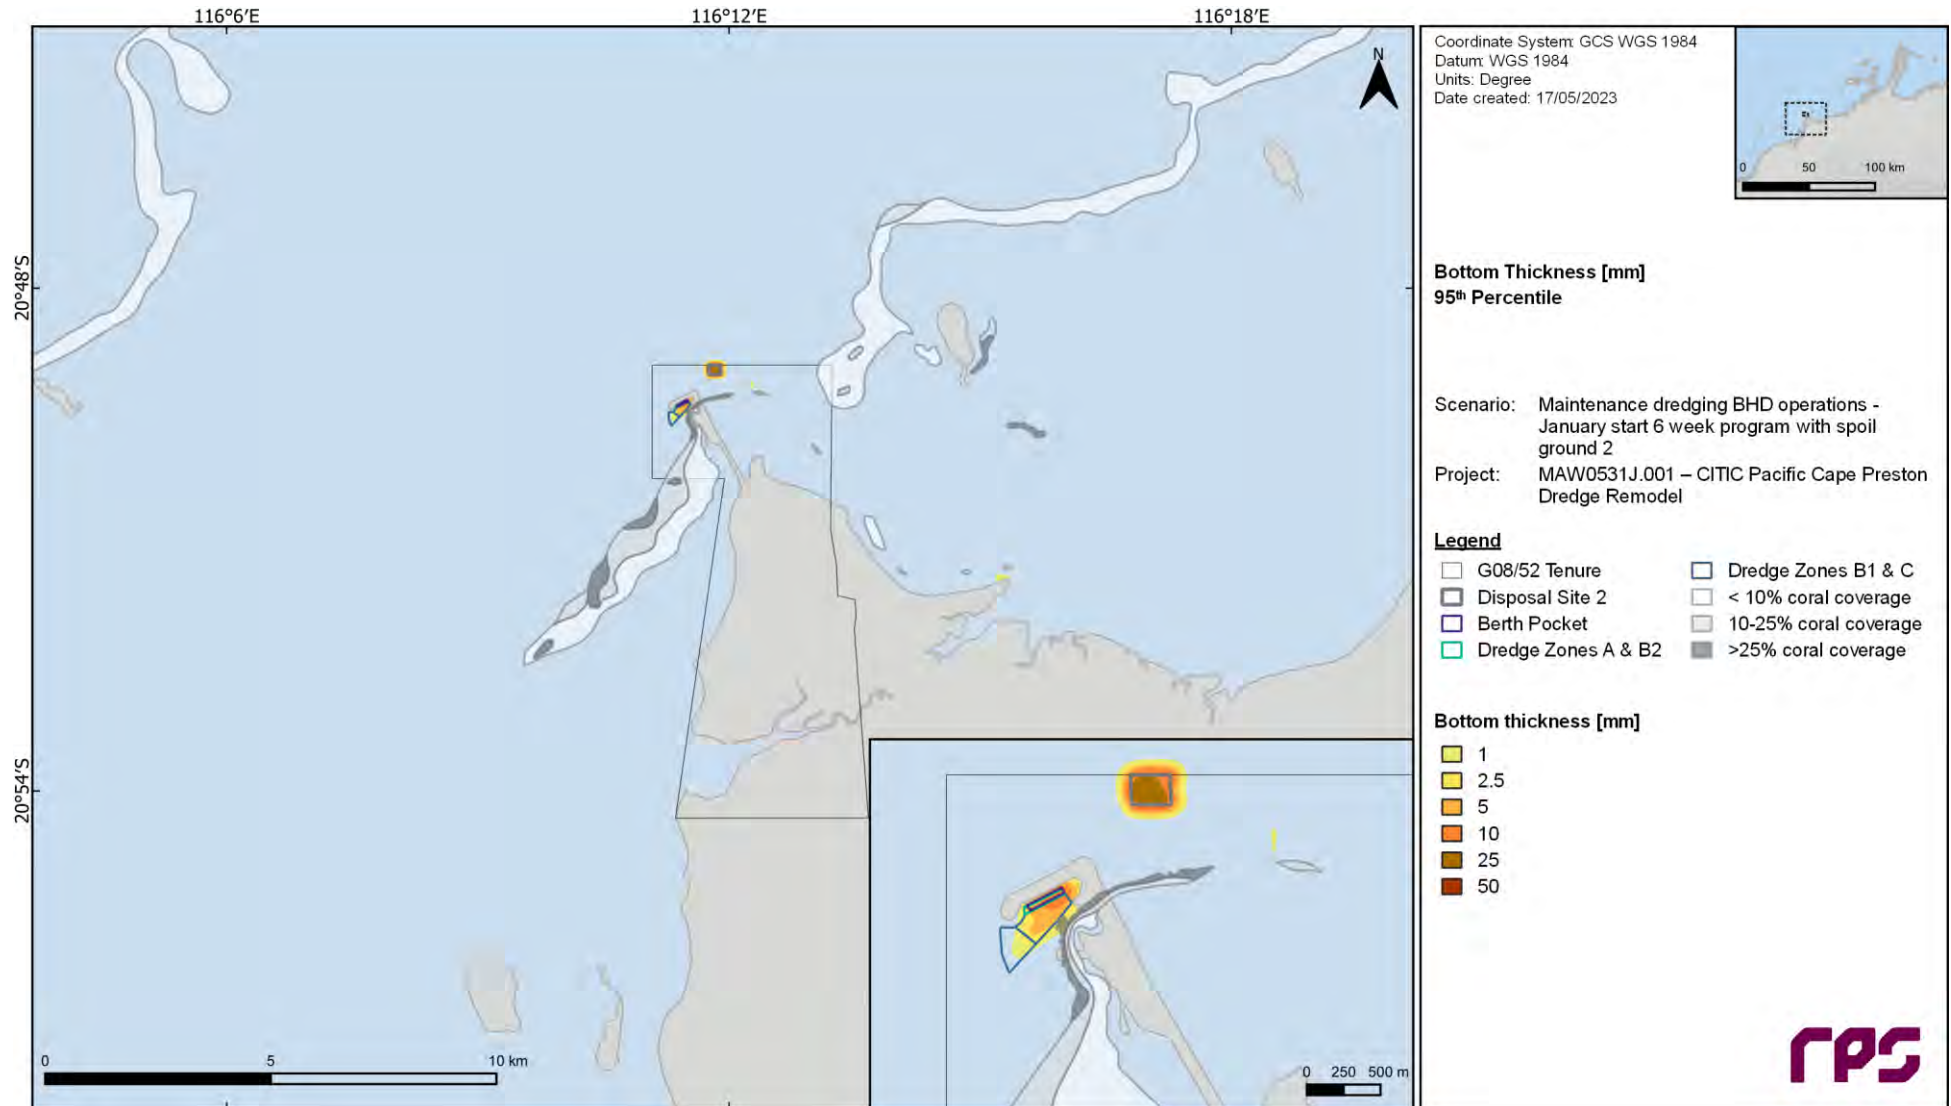 116°6'E
116°12'E
116°18'E
20°48'S
20°54'S
N
0 5 10 km
0 250 500 m
Coordinate System: GCS WGS 1984
Datum: WGS 1984
Units: Degree
Date created: 17/05/2023
0 50 100 km
Bottom Thickness [mm]
95th Percentile
Scenario: Maintenance dredging BHD operations -
January start 6 week program with spoil
ground 2
Project: MAW0531J.001 – CITIC Pacific Cape Preston
Dredge Remodel
Legend
G08/52 Tenure
Disposal Site 2
Berth Pocket
Dredge Zones A & B2
Dredge Zones B1 & C
< 10% coral coverage
10-25% coral coverage
>25% coral coverage
Bottom thickness [mm]
1
2.5
5
10
25
50
rps